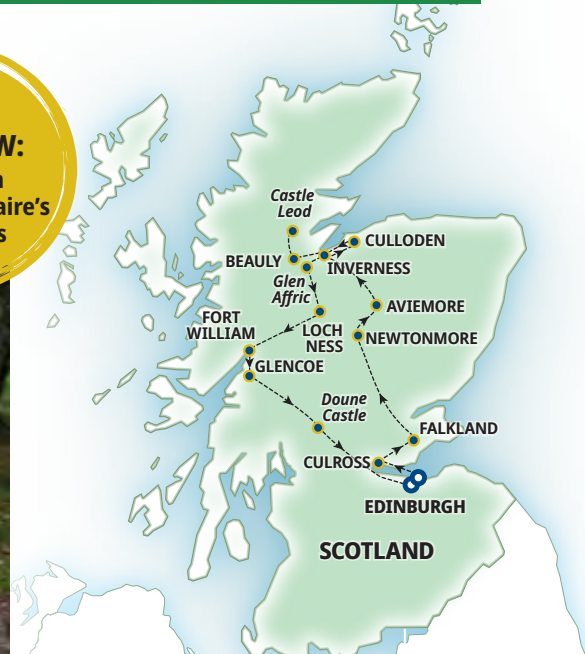 W:
aire's
s
Castle
Leod
CULLODEN
BEAULY
INVERNESS
Glen
Affric
AVIEMORE
FORT
WILLIAM
LOCH
NESS
NEWTONMORE
GLENCOE
Doune
Castle
FALKLAND
CULROSS
EDINBURGH
SCOTLAND